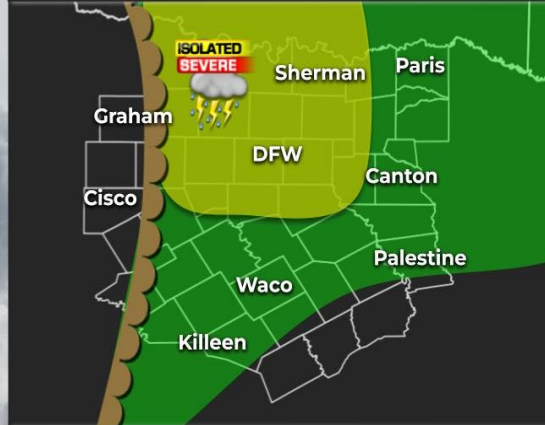 ISOLATED
SEVERE
Sherman
Paris
Graham
DFW
Canton
Cisco
Palestine
Waco
Killeen